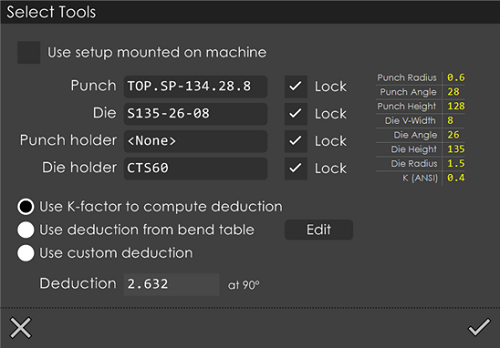 Select Tools
Use setup mounted on machine
Punch TOP.SP-134.28.8 Lock
Die S135-26-08 Lock
Punch holder <None> Lock
Die holder CTS60 Lock
Punch Radius 0.6
Punch Angle 28
Punch Height 128
Die V-Width 8
Die Angle 26
Die Height 135
Die Radius 1.5
K (ANSI) 0.4
Use K-factor to compute deduction
Use deduction from bend table Edit
Use custom deduction
Deduction 2.632 at 90°